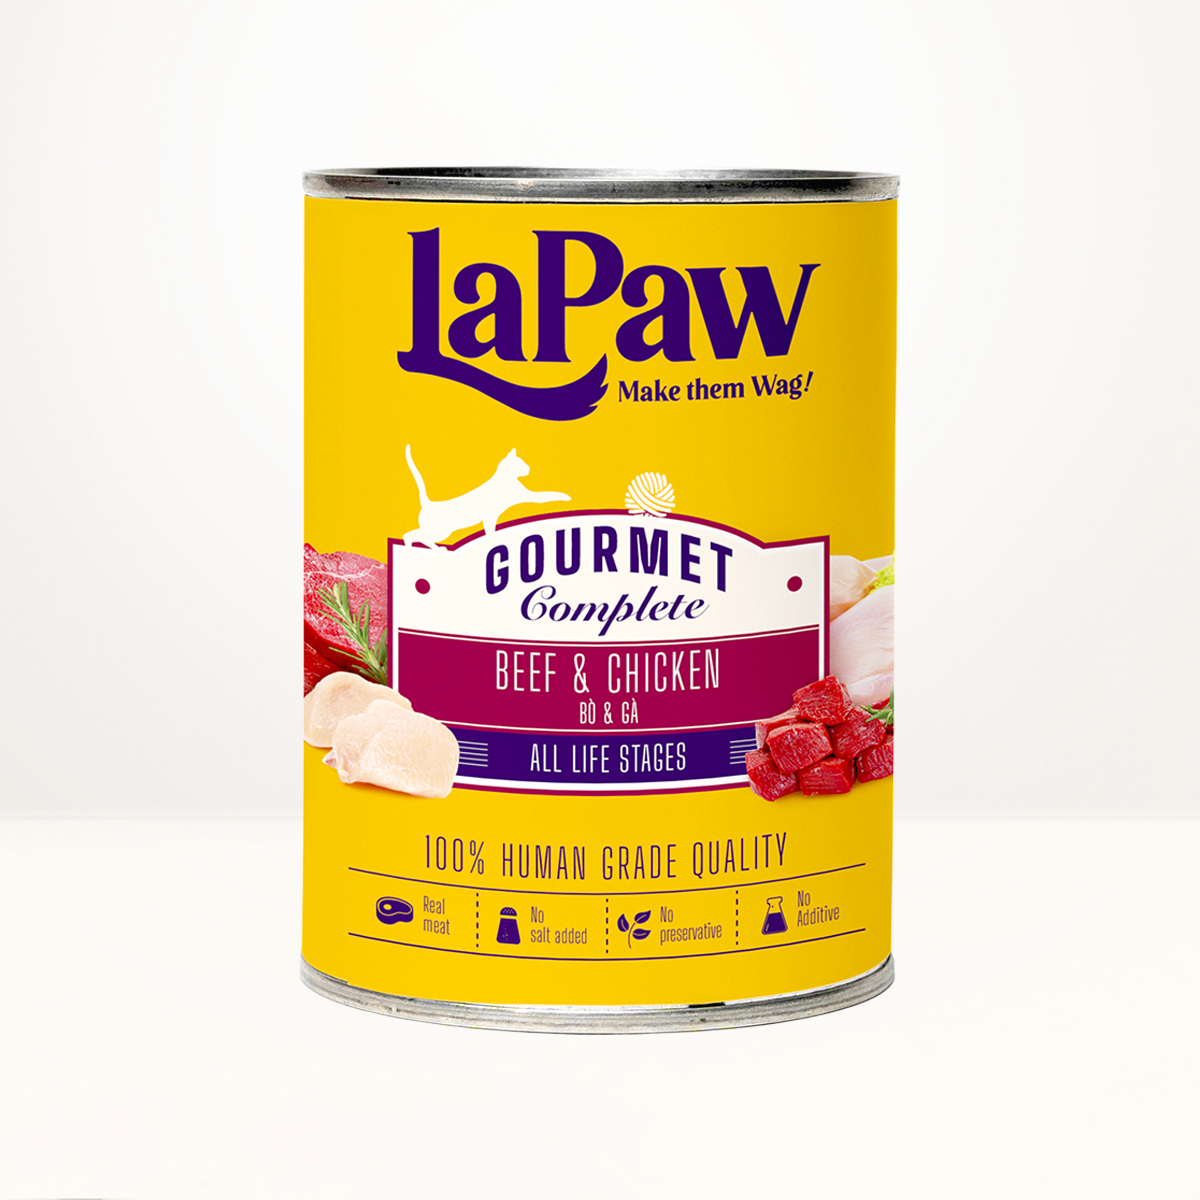 LaPaw
Make them Wag!
GOURMET
Complete
BEEF & CHICKEN
BÒ & GÀ
ALL LIFE STAGES
100% HUMAN GRADE QUALITY
Real
meat
No
salt added
No
preservative
No
Additive